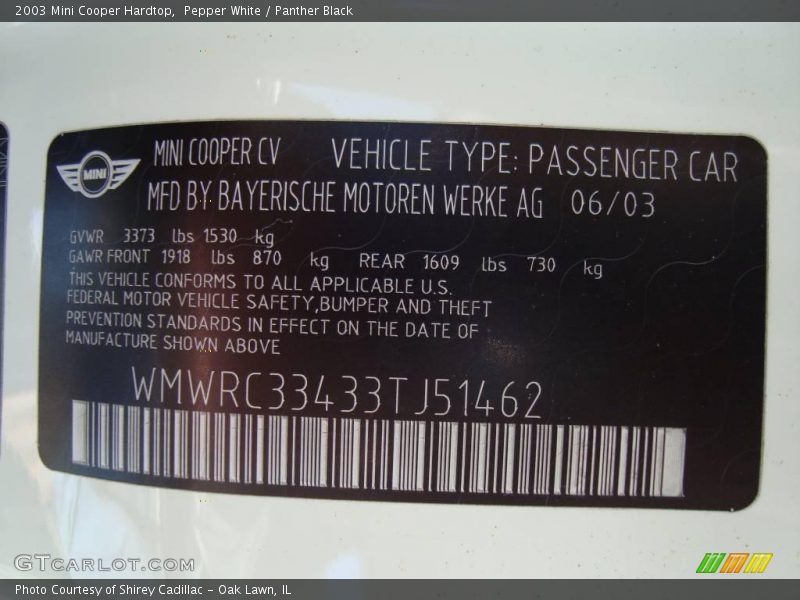 2003 Mini Cooper Hardtop,  Pepper White / Panther Black
MINI
MINI COOPER CV VEHICLE TYPE: PASSENGER CAR
MFD BY BAYERISCHE MOTOREN WERKE AG 06/03
GVWR 3373 lbs 1530 kg
GAWR FRONT 1918 lbs 870 kg REAR 1609 lbs 730 kg
THIS VEHICLE CONFORMS TO ALL APPLICABLE U.S.
FEDERAL MOTOR VEHICLE SAFETY,BUMPER AND THEFT
PREVENTION STANDARDS IN EFFECT ON THE DATE OF
MANUFACTURE SHOWN ABOVE
WMWRC33433TJ51462
GTCARLOT.COM
Photo Courtesy of Shirey Cadillac - Oak Lawn, IL